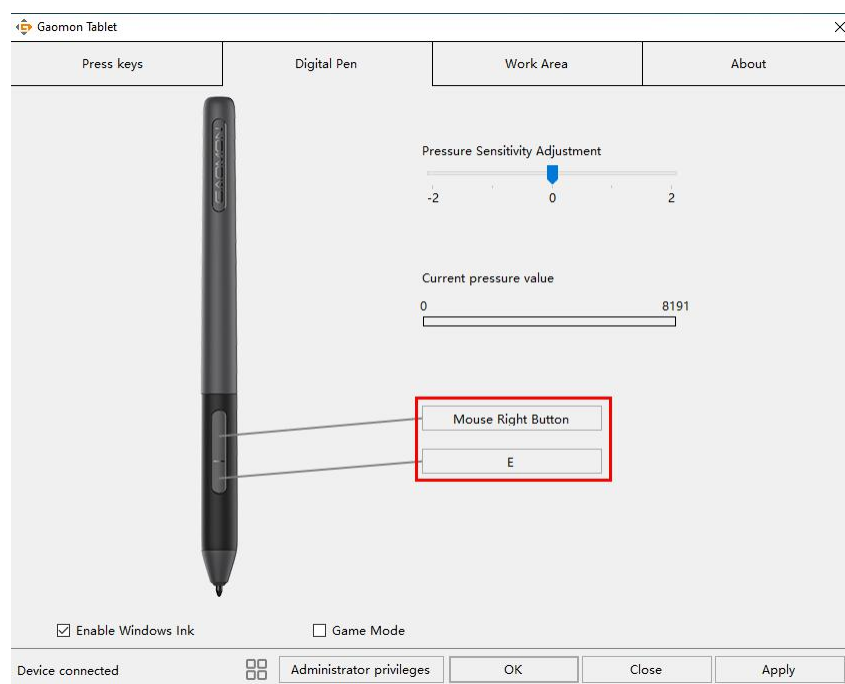 Gaomon Tablet
Press keys
Digital Pen
Work Area
About
GAOMON
Pressure Sensitivity Adjustment
-2 0 2
Current pressure value
0 8191
Mouse Right Button
E
Enable Windows Ink
Game Mode
Device connected
Administrator privileges
OK
Close
Apply